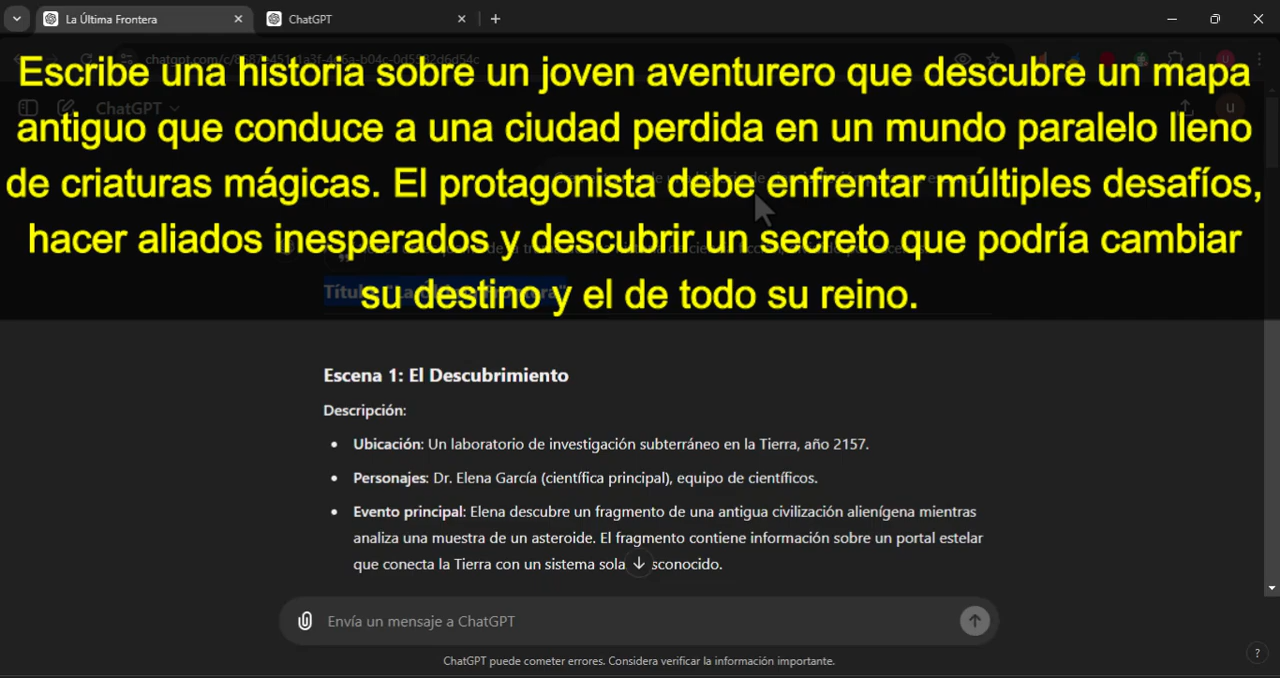 La Última Frontera
ChatGPT
Escribe una historia sobre un joven aventurero que descubre un mapa
antiguo que conduce a una ciudad perdida en un mundo paralelo lleno
de criaturas mágicas. El protagonista debe enfrentar múltiples desafíos,
hacer aliados inesperados y descubrir un secreto que podría cambiar
su destino y el de todo su reino.
ChatGPT
u
Escena 1: El Descubrimiento
Descripción:
Ubicación: Un laboratorio de investigación subterráneo en la Tierra, año 2157.
Personajes: Dr. Elena García (científica principal), equipo de científicos.
Evento principal: Elena descubre un fragmento de una antigua civilización alienígena mientras
analiza una muestra de un asteroide. El fragmento contiene información sobre un portal estelar
que conecta la Tierra con un sistema sola sconocido.
Envía un mensaje a ChatGPT
ChatGPT puede cometer errores. Considera verificar la información importante.
?